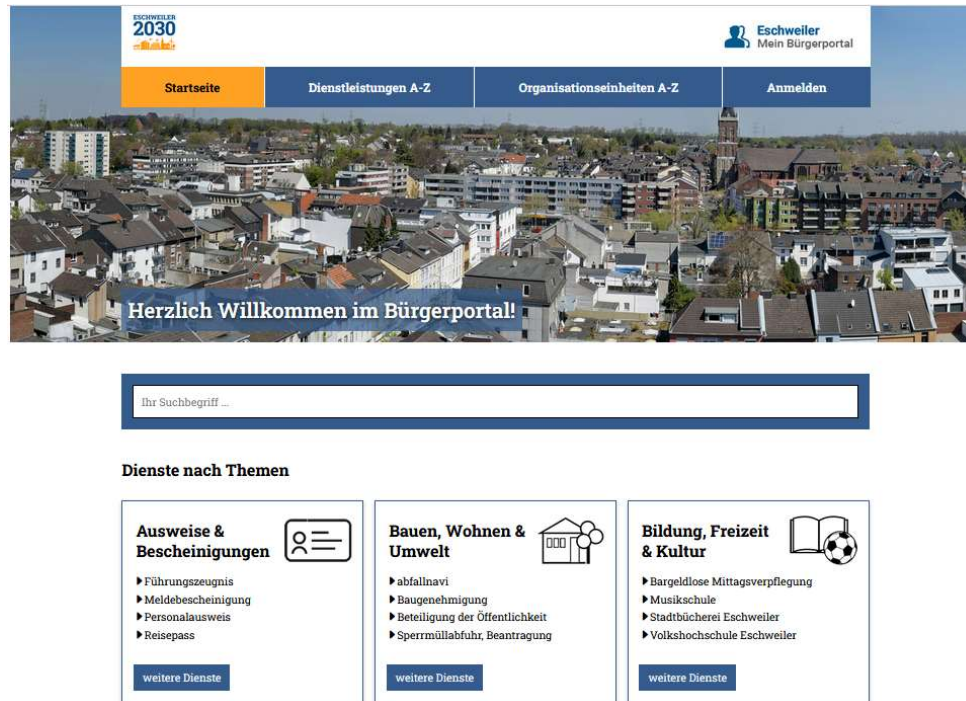 ESCHWEILER
2030
Eschweiler
Mein Bürgerportal
Startseite
Dienstleistungen A-Z
Organisationseinheiten A-Z
Anmelden
Herzlich Willkommen im Bürgerportal!
Ihr Suchbegriff ...
Dienste nach Themen
Ausweise &
Bescheinigungen
Führungszeugnis
Meldebescheinigung
Personalausweis
Reisepass
weitere Dienste
Bauen, Wohnen &
Umwelt
abfallnavi
Baugenehmigung
Beteiligung der Öffentlichkeit
Sperrmüllabfuhr, Beantragung
weitere Dienste
Bildung, Freizeit
& Kultur
Bargeldlose Mittagsverpflegung
Musikschule
Stadtbücherei Eschweiler
Volkshochschule Eschweiler
weitere Dienste